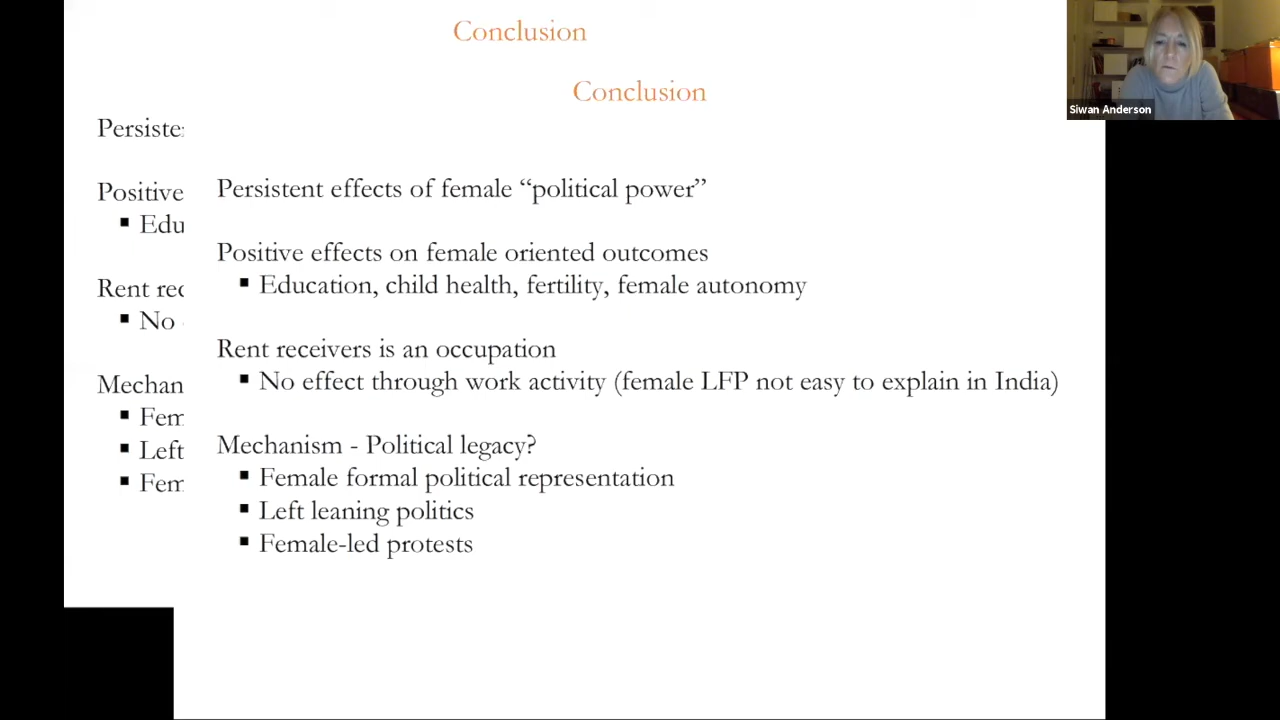 Conclusion
Siwan Anderson
Conclusion
Persiste
Persistent effects of female “political power”
Positive
Positive effects on female oriented outcomes
▪ Edu
▪ Education, child health, fertility, female autonomy
Rent rec
Rent receivers is an occupation
▪ No
▪ No effect through work activity (female LFP not easy to explain in India)
Mechan
Mechanism - Political legacy?
▪ Fem
▪ Female formal political representation
▪ Left
▪ Left leaning politics
▪ Fem
▪ Female-led protests